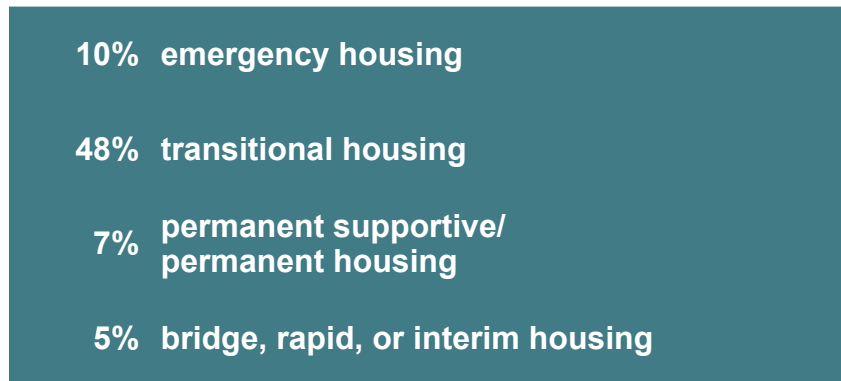 10% emergency housing
48% transitional housing
7% permanent supportive/
permanent housing
5% bridge, rapid, or interim housing